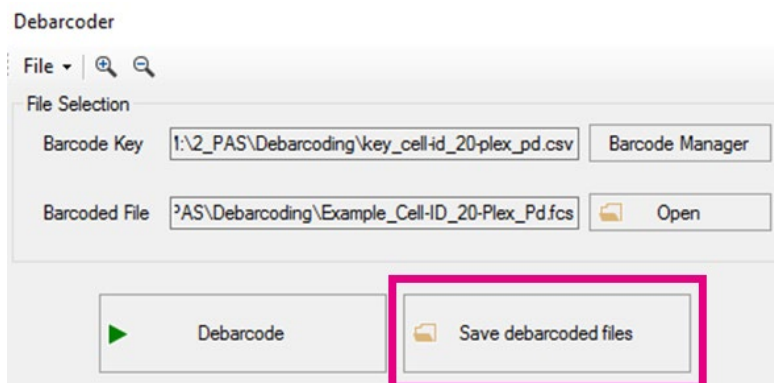 Debarcoder
File
File Selection
Barcode Key 1:\2_PAS\Debarcoding\key_cell-id_20-plex_pd.csv Barcode Manager
Barcoded File PAS\Debarcoding\Example_Cell-ID_20-Plex_Pd.fcs Open
Debarcode Save debarcoded files